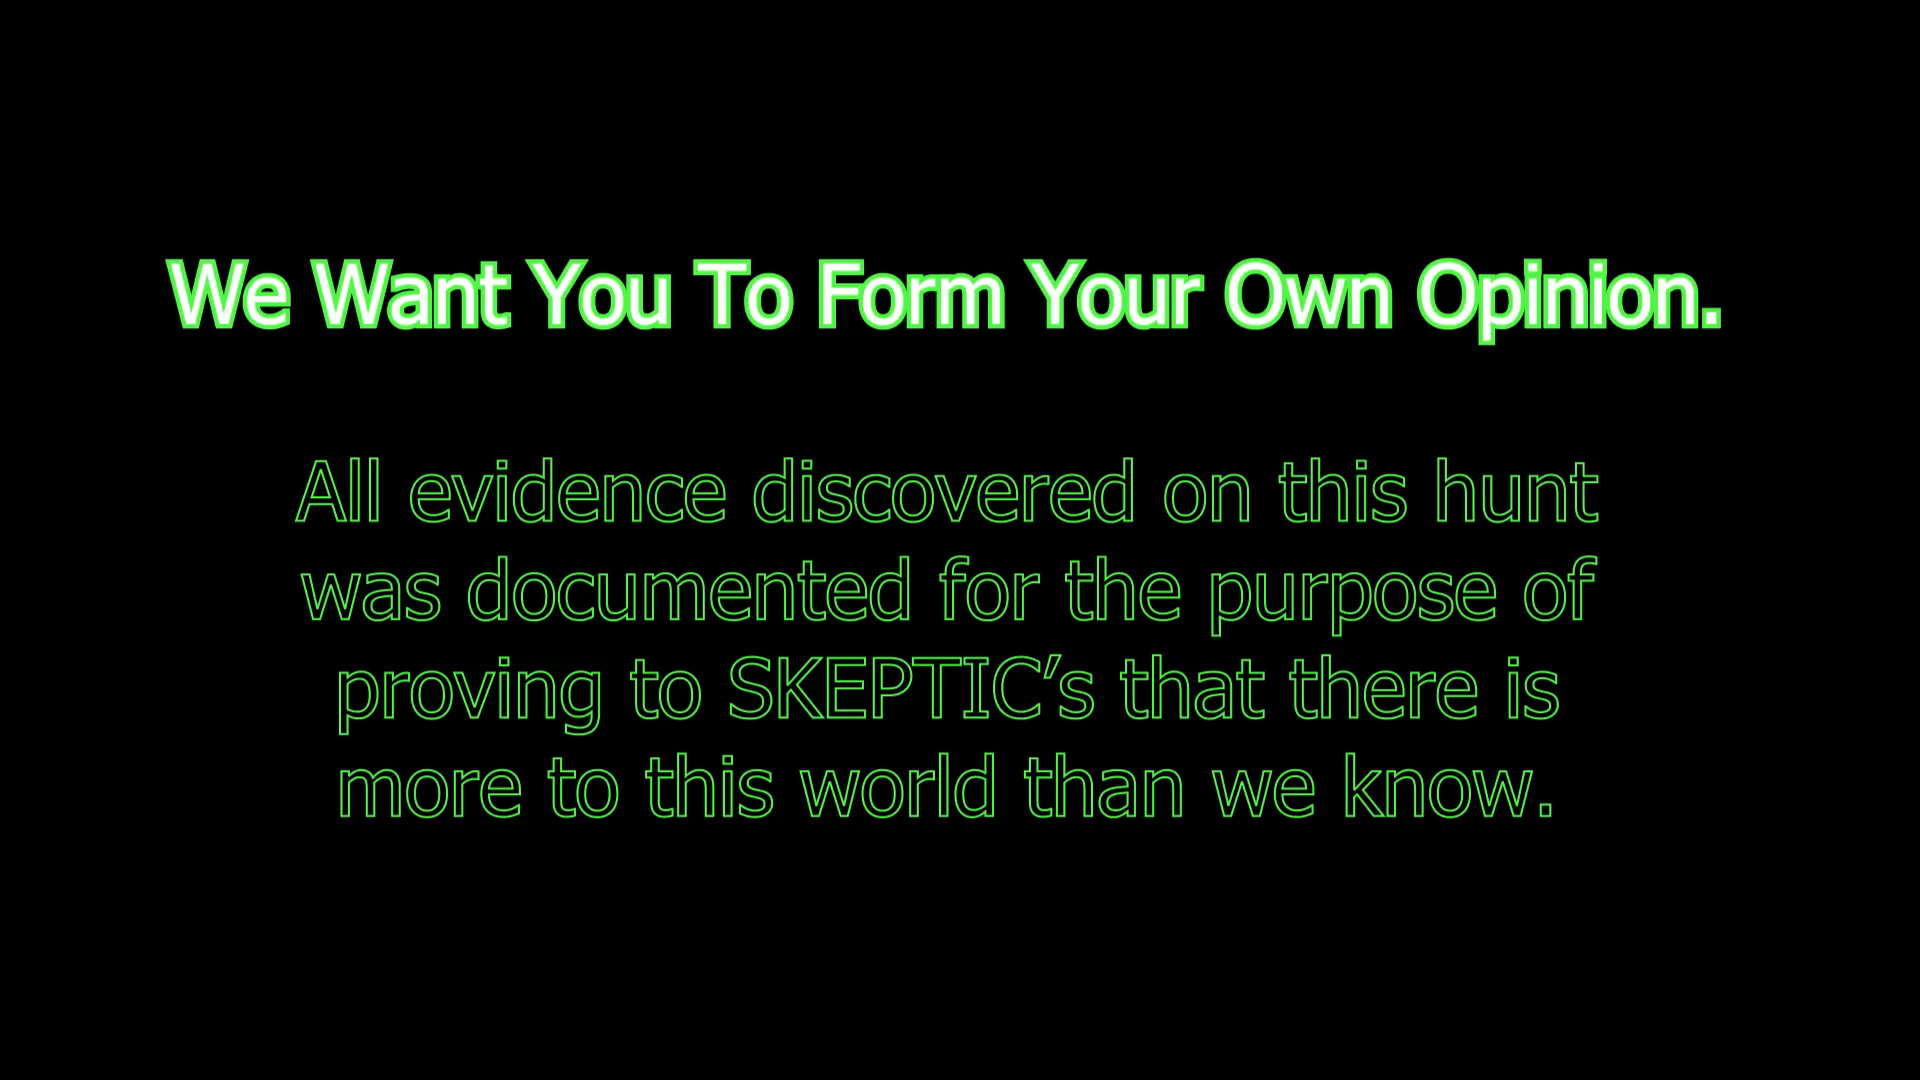 We Want You To Form Your Own Opinion.
All evidence discovered on this hunt
was documented for the purpose of
proving to SKEPTIC’s that there is
more to this world than we know.